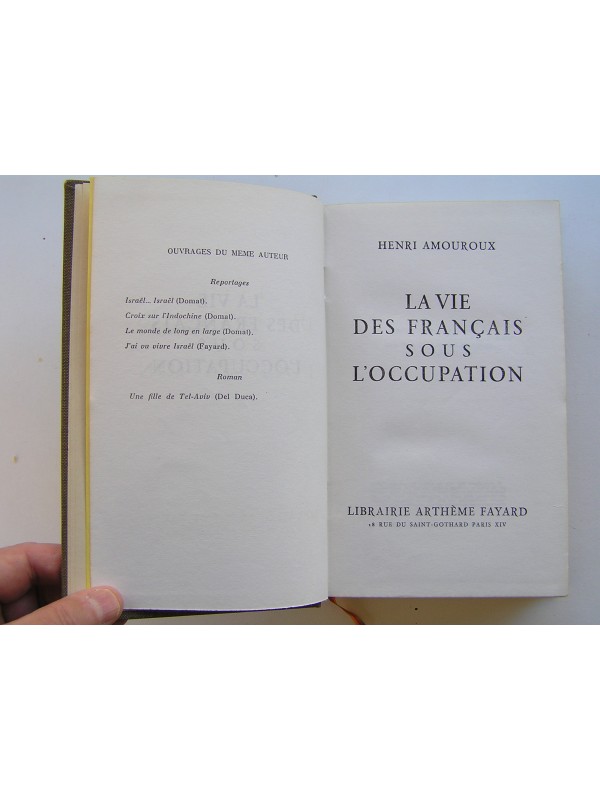 OUVRAGES DU MEME AUTEUR
Reportages
Israël... Israël (Domat).
Croix sur l'Indochine (Domat).
Le monde de long en large (Domat).
J'ai vu vivre Israël (Fayard).
Roman
Une fille de Tel-Aviv (Del Duca).
HENRI AMOUROUX
LA VIE
DES FRANÇAIS
SOUS
L'OCCUPATION
LIBRAIRIE ARTHÈME FAYARD
18 RUE DU SAINT-GOTHARD PARIS XIV